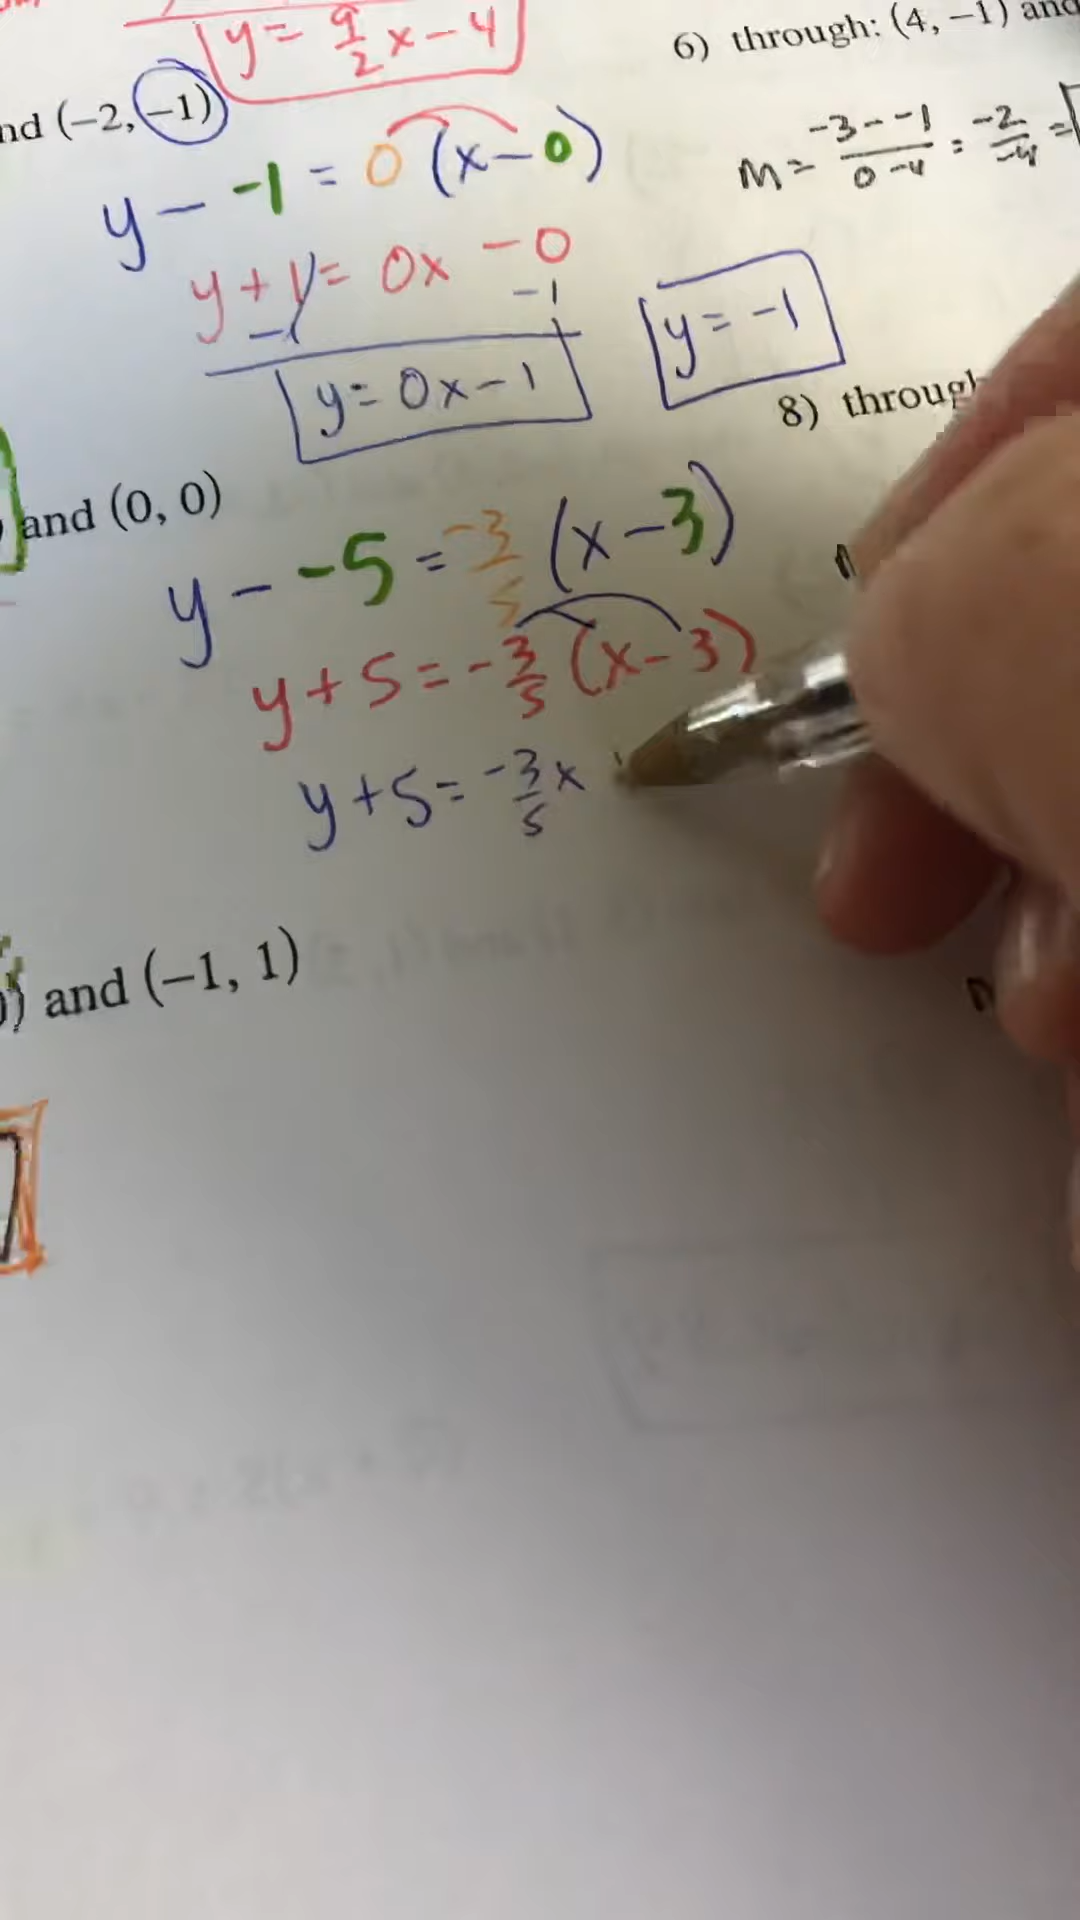 y = 9/2 x - 4
6) through: (4, −1) and
nd (−2, −1)
m = -3 - -1 / 0 - 4 = -2 / -4 =
y - -1 = 0 (x - 0)
y + 1 = 0x - 0
-1 -1
y = 0x - 1
y = -1
8) through
and (0, 0)
y - -5 = -3/5 (x - 3)
y + 5 = -3/5 (x - 3)
y + 5 = -3/5 x
) and (−1, 1)